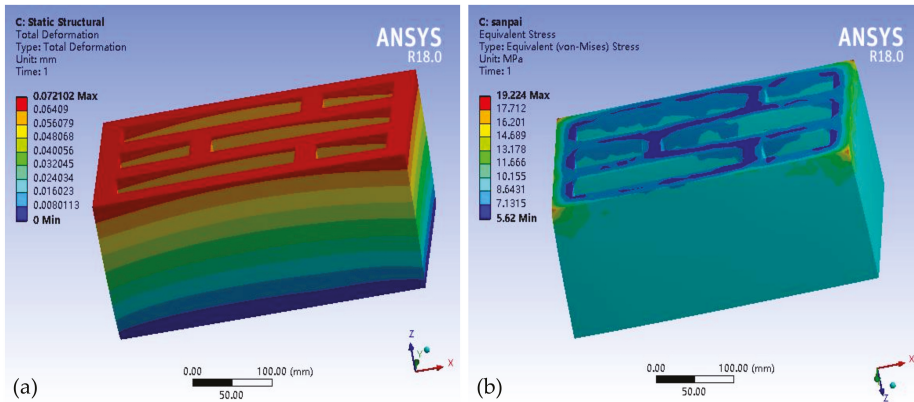 C: Static Structural
Total Deformation
Type: Total Deformation
Unit: mm
Time: 1
ANSYS
R18.0
0.072102 Max
0.06409
0.056079
0.048068
0.040056
0.032045
0.024034
0.016023
0.0080113
0 Min
Z
Y
X
0.00 100.00 (mm)
50.00
(a)
C: sanpai
Equivalent Stress
Type: Equivalent (von-Mises) Stress
Unit: MPa
Time: 1
ANSYS
R18.0
19.224 Max
17.712
16.201
14.689
13.178
11.666
10.155
8.6431
7.1315
5.62 Min
X
Z
0.00 100.00 (mm)
50.00
(b)